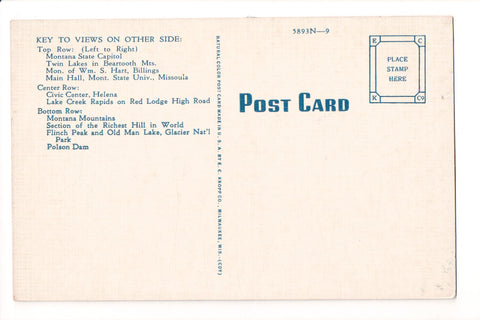 KEY TO VIEWS ON OTHER SIDE:
Top Row: (Left to Right)
Montana State Capitol
Twin Lakes in Beartooth Mts.
Mon. of Wm. S. Hart, Billings
Main Hall, Mont. State Univ., Missoula
Center Row:
Civic Center, Helena
Lake Creek Rapids on Red Lodge High Road
Bottom Row:
Montana Mountains
Section of the Richest Hill in World
Flinch Peak and Old Man Lake, Glacier Nat'l
Park
Polson Dam
NATURAL COLOR POST CARD MADE IN U. S. A. BY E. C. KROPP CO., MILWAUKEE, WIS. (COT)
5893N—9
POST CARD
E C
PLACE
STAMP
HERE
K Co